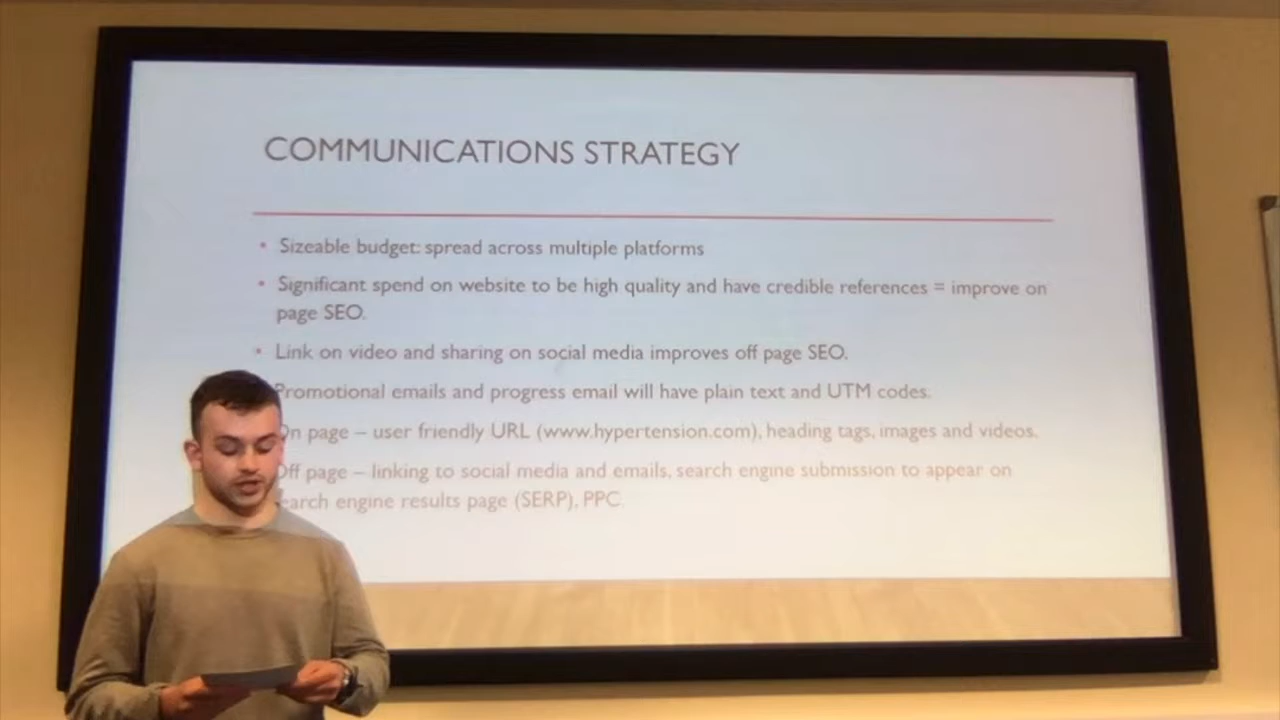 COMMUNICATIONS STRATEGY
• Sizeable budget: spread across multiple platforms
• Significant spend on website to be high quality and have credible references = improve on
page SEO.
• Link on video and sharing on social media improves off page SEO.
Promotional emails and progress email will have plain text and UTM codes.
On page – user friendly URL (www.hypertension.com), heading tags, images and videos.
Off page – linking to social media and emails, search engine submission to appear on
search engine results page (SERP), PPC.